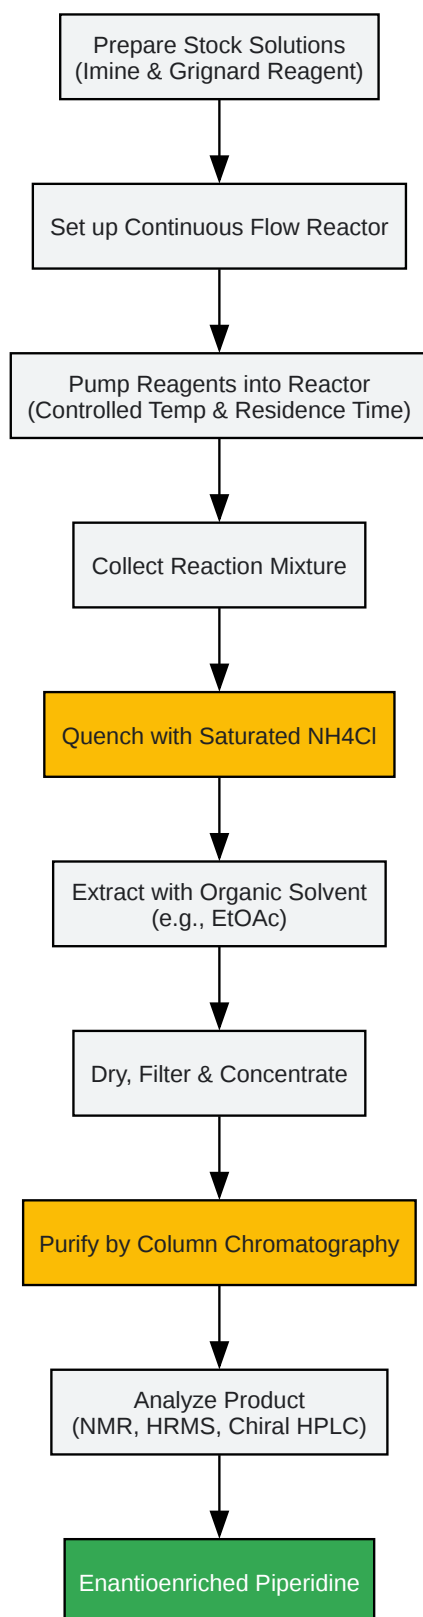 Prepare Stock Solutions
(Imine & Grignard Reagent)
Set up Continuous Flow Reactor
Pump Reagents into Reactor
(Controlled Temp & Residence Time)
Collect Reaction Mixture
Quench with Saturated NH4Cl
Extract with Organic Solvent
(e.g., EtOAc)
Dry, Filter & Concentrate
Purify by Column Chromatography
Analyze Product
(NMR, HRMS, Chiral HPLC)
Enantioenriched Piperidine